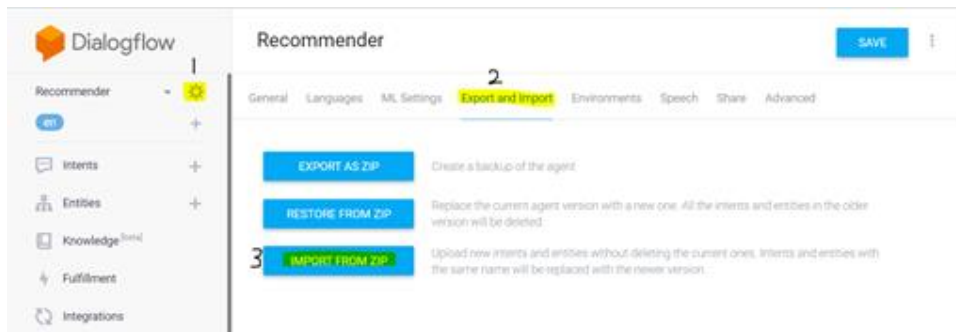 Dialogflow
Recommender
SAVE
1
2
Recommender
General Languages ML Settings Export and Import Environments Speech Share Advanced
en
Intents
EXPORT AS ZIP Create a backup of the agent
Entities
RESTORE FROM ZIP Replace the current agent version with a new one. All the intents and entities in the older
version will be deleted.
Knowledge [beta]
3 IMPORT FROM ZIP Upload new intents and entities without deleting the current ones. Intents and entities with
the same name will be replaced with the newer version.
Fulfillment
Integrations